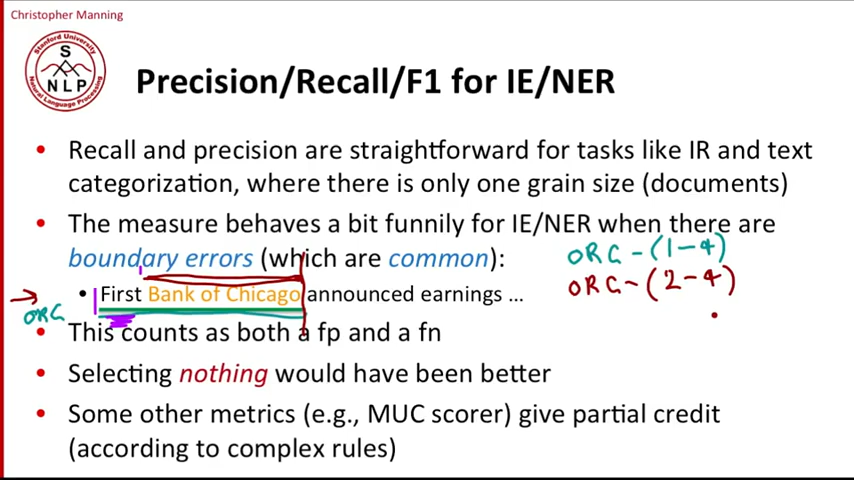 Christopher Manning
Stanford University
S
NLP
Natural Language Processing
Precision/Recall/F1 for IE/NER
• Recall and precision are straightforward for tasks like IR and text
categorization, where there is only one grain size (documents)
• The measure behaves a bit funnily for IE/NER when there are
boundary errors (which are common):
ORG - (1-4)
• First Bank of Chicago announced earnings …
ORG - (2-4)
ORG
• This counts as both a fp and a fn
• Selecting nothing would have been better
• Some other metrics (e.g., MUC scorer) give partial credit
(according to complex rules)